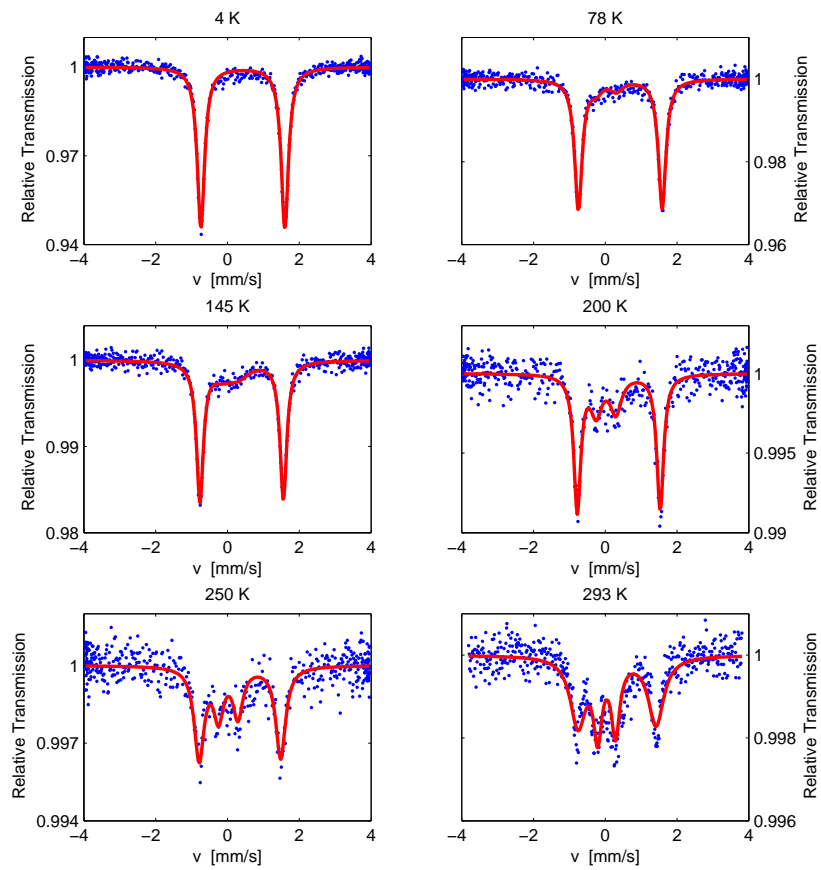 4 K
78 K
1
0.97
0.94
Relative Transmission
−4 −2 0 2 4
v [mm/s]
1
0.98
0.96
Relative Transmission
−4 −2 0 2 4
v [mm/s]
145 K
200 K
1
0.99
0.98
Relative Transmission
−4 −2 0 2 4
v [mm/s]
1
0.995
0.99
Relative Transmission
−4 −2 0 2 4
v [mm/s]
250 K
293 K
1
0.997
0.994
Relative Transmission
−4 −2 0 2 4
v [mm/s]
1
0.998
0.996
Relative Transmission
−4 −2 0 2 4
v [mm/s]